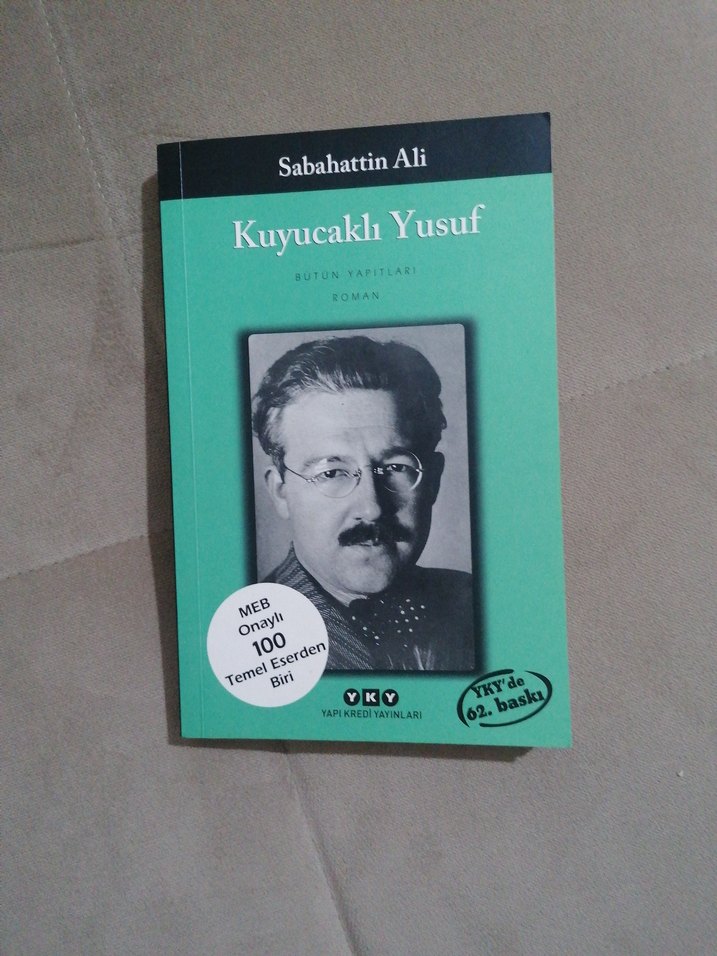 Sabahattin Ali
Kuyucaklı Yusuf
BÜTÜN YAPITLARI
ROMAN
MEB
Onaylı
100
Temel Eserden
Biri
YKY
YAPI KREDİ YAYINLARI
YKY'de
62. baskı